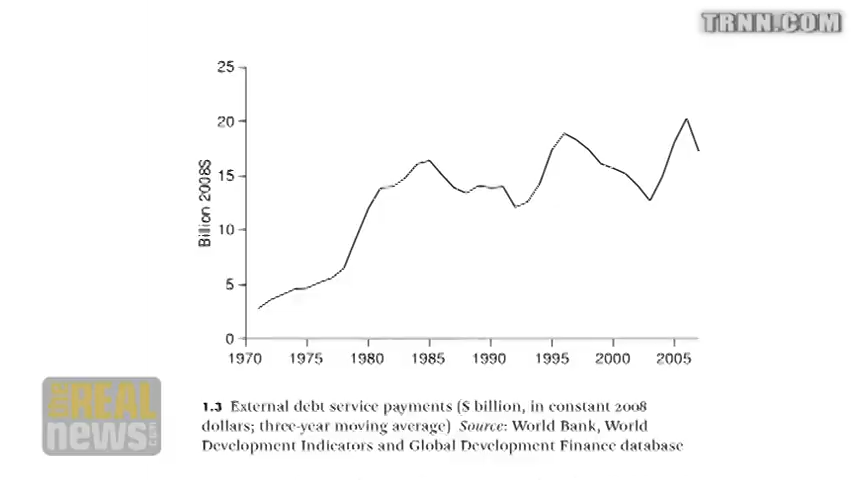 TRNN.COM
25
20
15
10
5
0
Billion 2008$
1970 1975 1980 1985 1990 1995 2000 2005
1.3 External debt service payments ($ billion, in constant 2008
dollars; three-year moving average) Source: World Bank, World
Development Indicators and Global Development Finance database
the
REAL
news.com